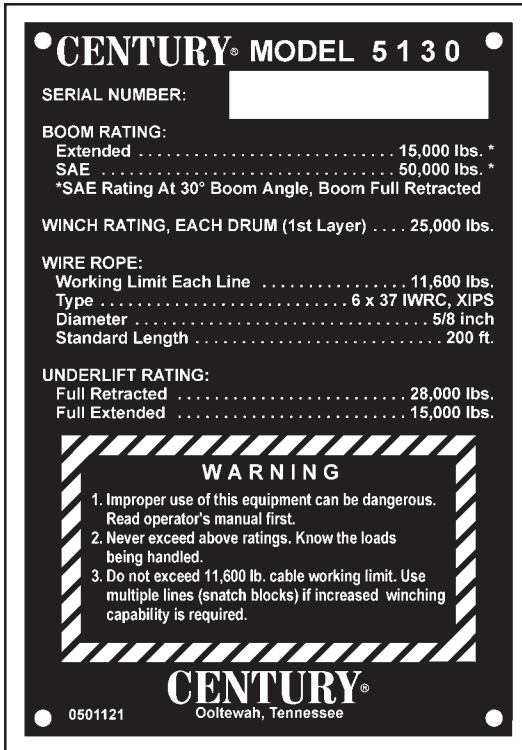 CENTURY® MODEL 5130
SERIAL NUMBER:
BOOM RATING:
Extended . . . . . . . . . . . . . . . . . . . . . . . . . . . . 15,000 lbs. *
SAE . . . . . . . . . . . . . . . . . . . . . . . . . . . . . . . . 50,000 lbs. *
*SAE Rating At 30° Boom Angle, Boom Full Retracted
WINCH RATING, EACH DRUM (1st Layer) . . . . 25,000 lbs.
WIRE ROPE:
Working Limit Each Line . . . . . . . . . . . . . . . . 11,600 lbs.
Type . . . . . . . . . . . . . . . . . . . . . . . . . . . 6 x 37 IWRC, XIPS
Diameter . . . . . . . . . . . . . . . . . . . . . . . . . . . . . . . 5/8 inch
Standard Length . . . . . . . . . . . . . . . . . . . . . . . . . . 200 ft.
UNDERLIFT RATING:
Full Retracted . . . . . . . . . . . . . . . . . . . . . . . . 28,000 lbs.
Full Extended . . . . . . . . . . . . . . . . . . . . . . . . 15,000 lbs.
WARNING
1. Improper use of this equipment can be dangerous.
Read operator's manual first.
2. Never exceed above ratings. Know the loads
being handled.
3. Do not exceed 11,600 lb. cable working limit. Use
multiple lines (snatch blocks) if increased winching
capability is required.
CENTURY®
Ooltewah, Tennessee
0501121